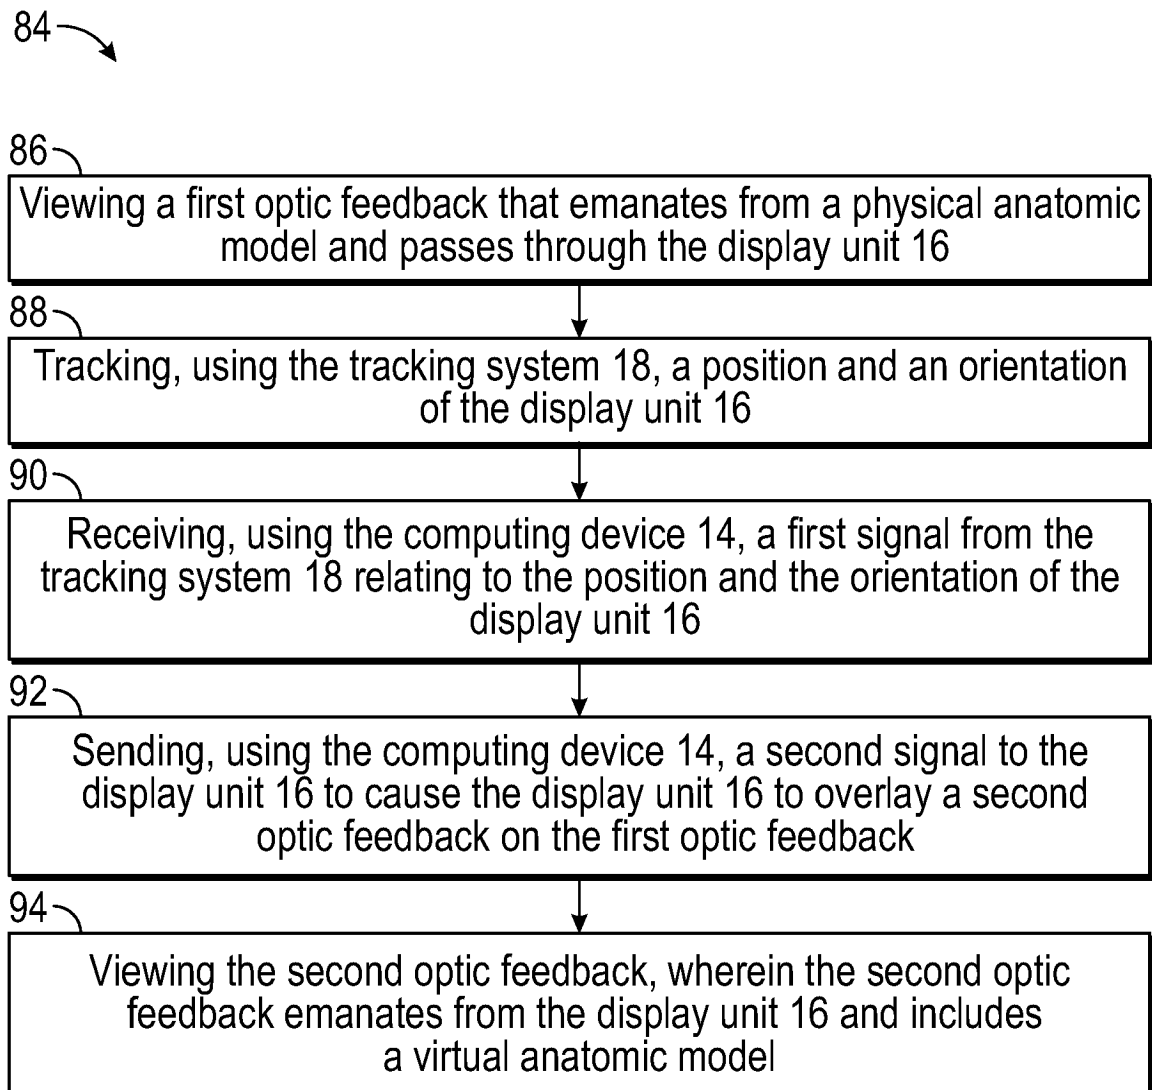 84
86
Viewing a first optic feedback that emanates from a physical anatomic
model and passes through the display unit 16
88
Tracking, using the tracking system 18, a position and an orientation
of the display unit 16
90
Receiving, using the computing device 14, a first signal from the
tracking system 18 relating to the position and the orientation of the
display unit 16
92
Sending, using the computing device 14, a second signal to the
display unit 16 to cause the display unit 16 to overlay a second
optic feedback on the first optic feedback
94
Viewing the second optic feedback, wherein the second optic
feedback emanates from the display unit 16 and includes
a virtual anatomic model